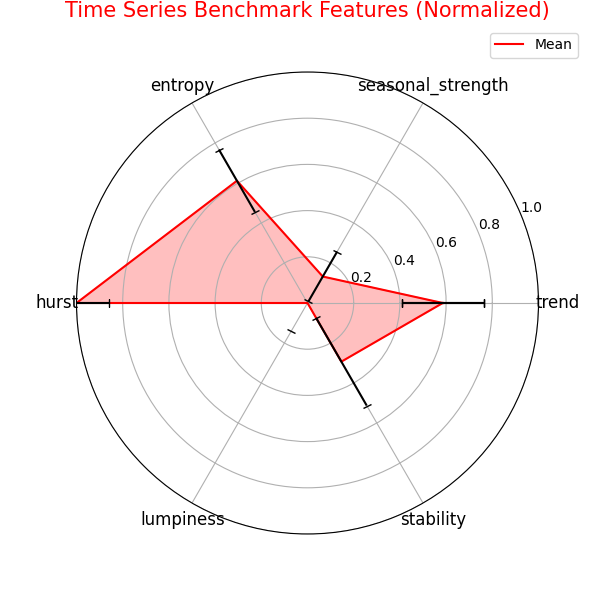 Time Series Benchmark Features (Normalized)
Mean
entropy
seasonal_strength
1.0
0.8
0.6
0.4
0.2
hurst
trend
lumpiness
stability